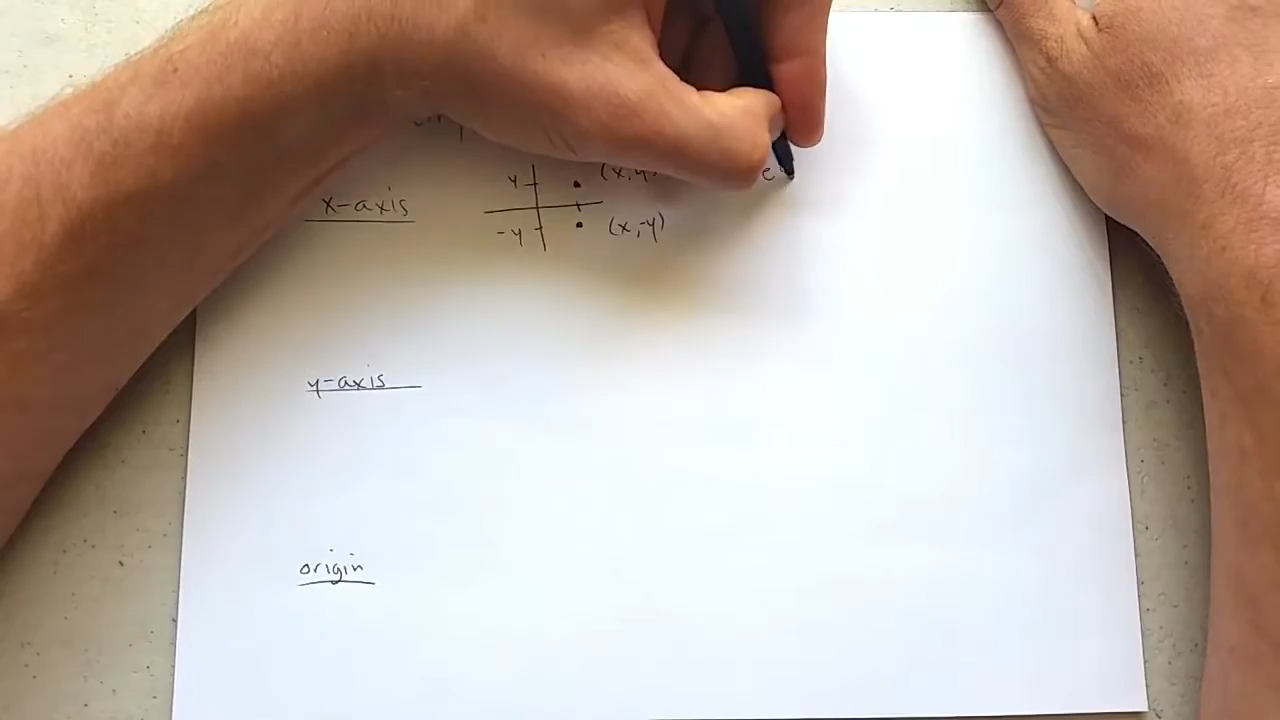 y (x,y)
x-axis
-y (x,-y)
y-axis
origin